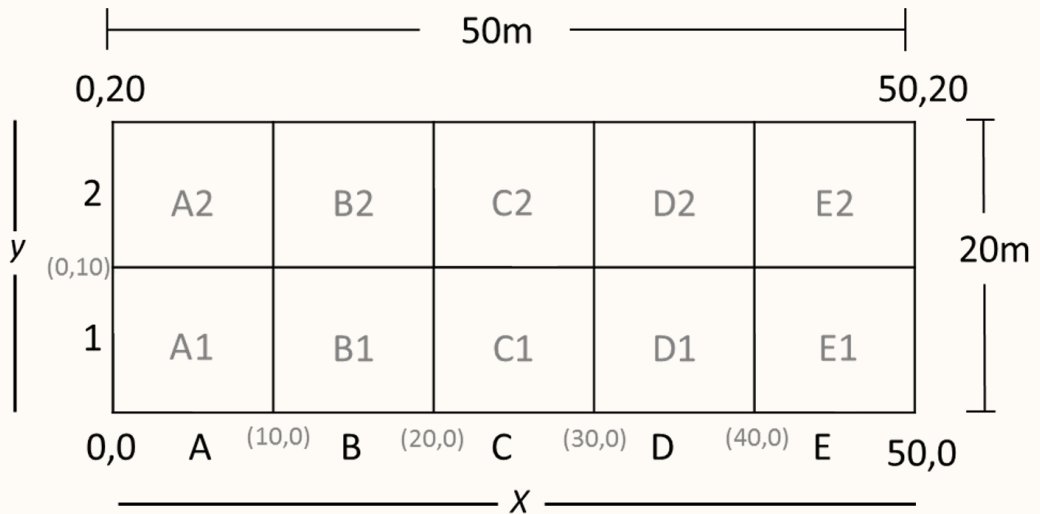 50m
0,20 50,20
2 A2 B2 C2 D2 E2
y 20m
(0,10)
1 A1 B1 C1 D1 E1
0,0 A (10,0) B (20,0) C (30,0) D (40,0) E 50,0
X